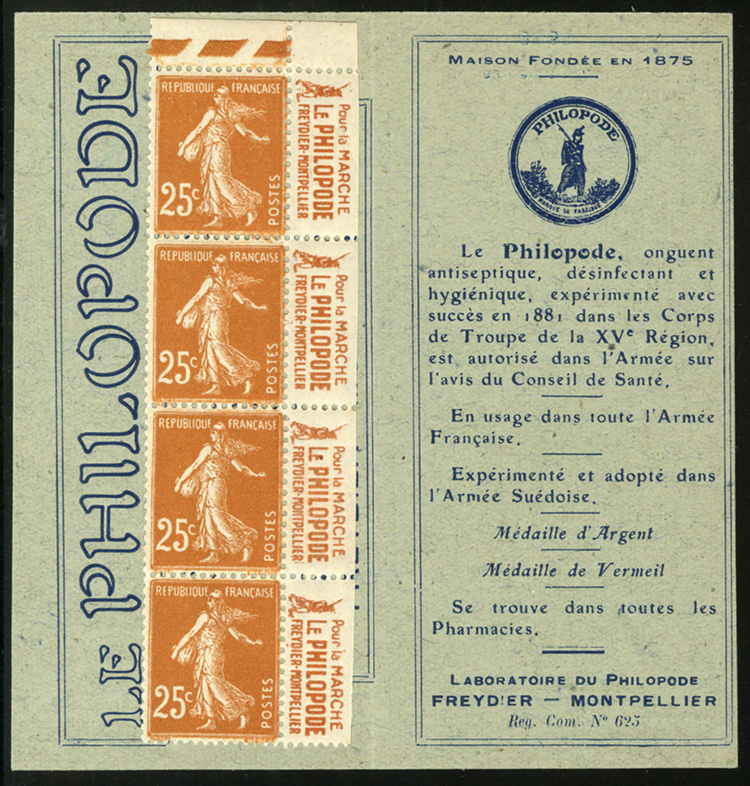 LE PHILOPODE
REPUBLIQUE FRANÇAISE
25c
POSTES
Pour la MARCHE
LE PHILOPODE
FREYDIER-MONTPELLIER
REPUBLIQUE FRANÇAISE
25c
POSTES
Pour la MARCHE
LE PHILOPODE
FREYDIER-MONTPELLIER
REPUBLIQUE FRANÇAISE
25c
POSTES
Pour la MARCHE
LE PHILOPODE
FREYDIER-MONTPELLIER
REPUBLIQUE FRANÇAISE
25c
POSTES
Pour la MARCHE
LE PHILOPODE
FREYDIER-MONTPELLIER
MAISON FONDÉE EN 1875
PHILOPODE
MARQUE DE FABRIQUE
Le Philopode, onguent
antiseptique, désinfectant et
hygiénique, expérimenté avec
succès en 1881 dans les Corps
de Troupe de la XVe Région,
est autorisé dans l'Armée sur
l'avis du Conseil de Santé.
En usage dans toute l'Armée
Française.
Expérimenté et adopté dans
l'Armée Suédoise.
Médaille d'Argent
Médaille de Vermeil
Se trouve dans toutes les
Pharmacies.
LABORATOIRE DU PHILOPODE
FREYDIER — MONTPELLIER
Reg. Com. Nº 625